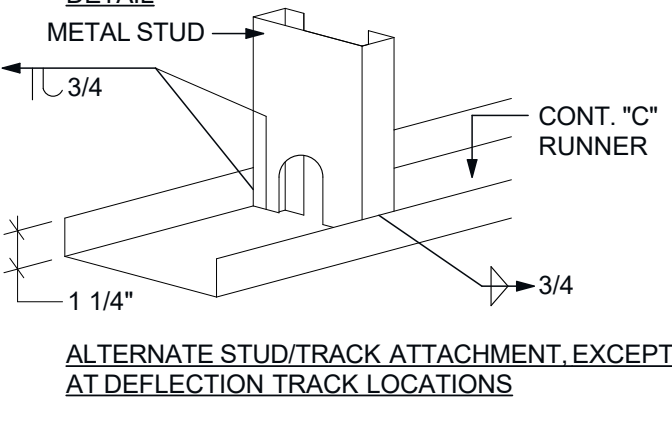 DETAIL
METAL STUD
3/4
CONT. "C"
RUNNER
3/4
1 1/4"
ALTERNATE STUD/TRACK ATTACHMENT, EXCEPT
AT DEFLECTION TRACK LOCATIONS